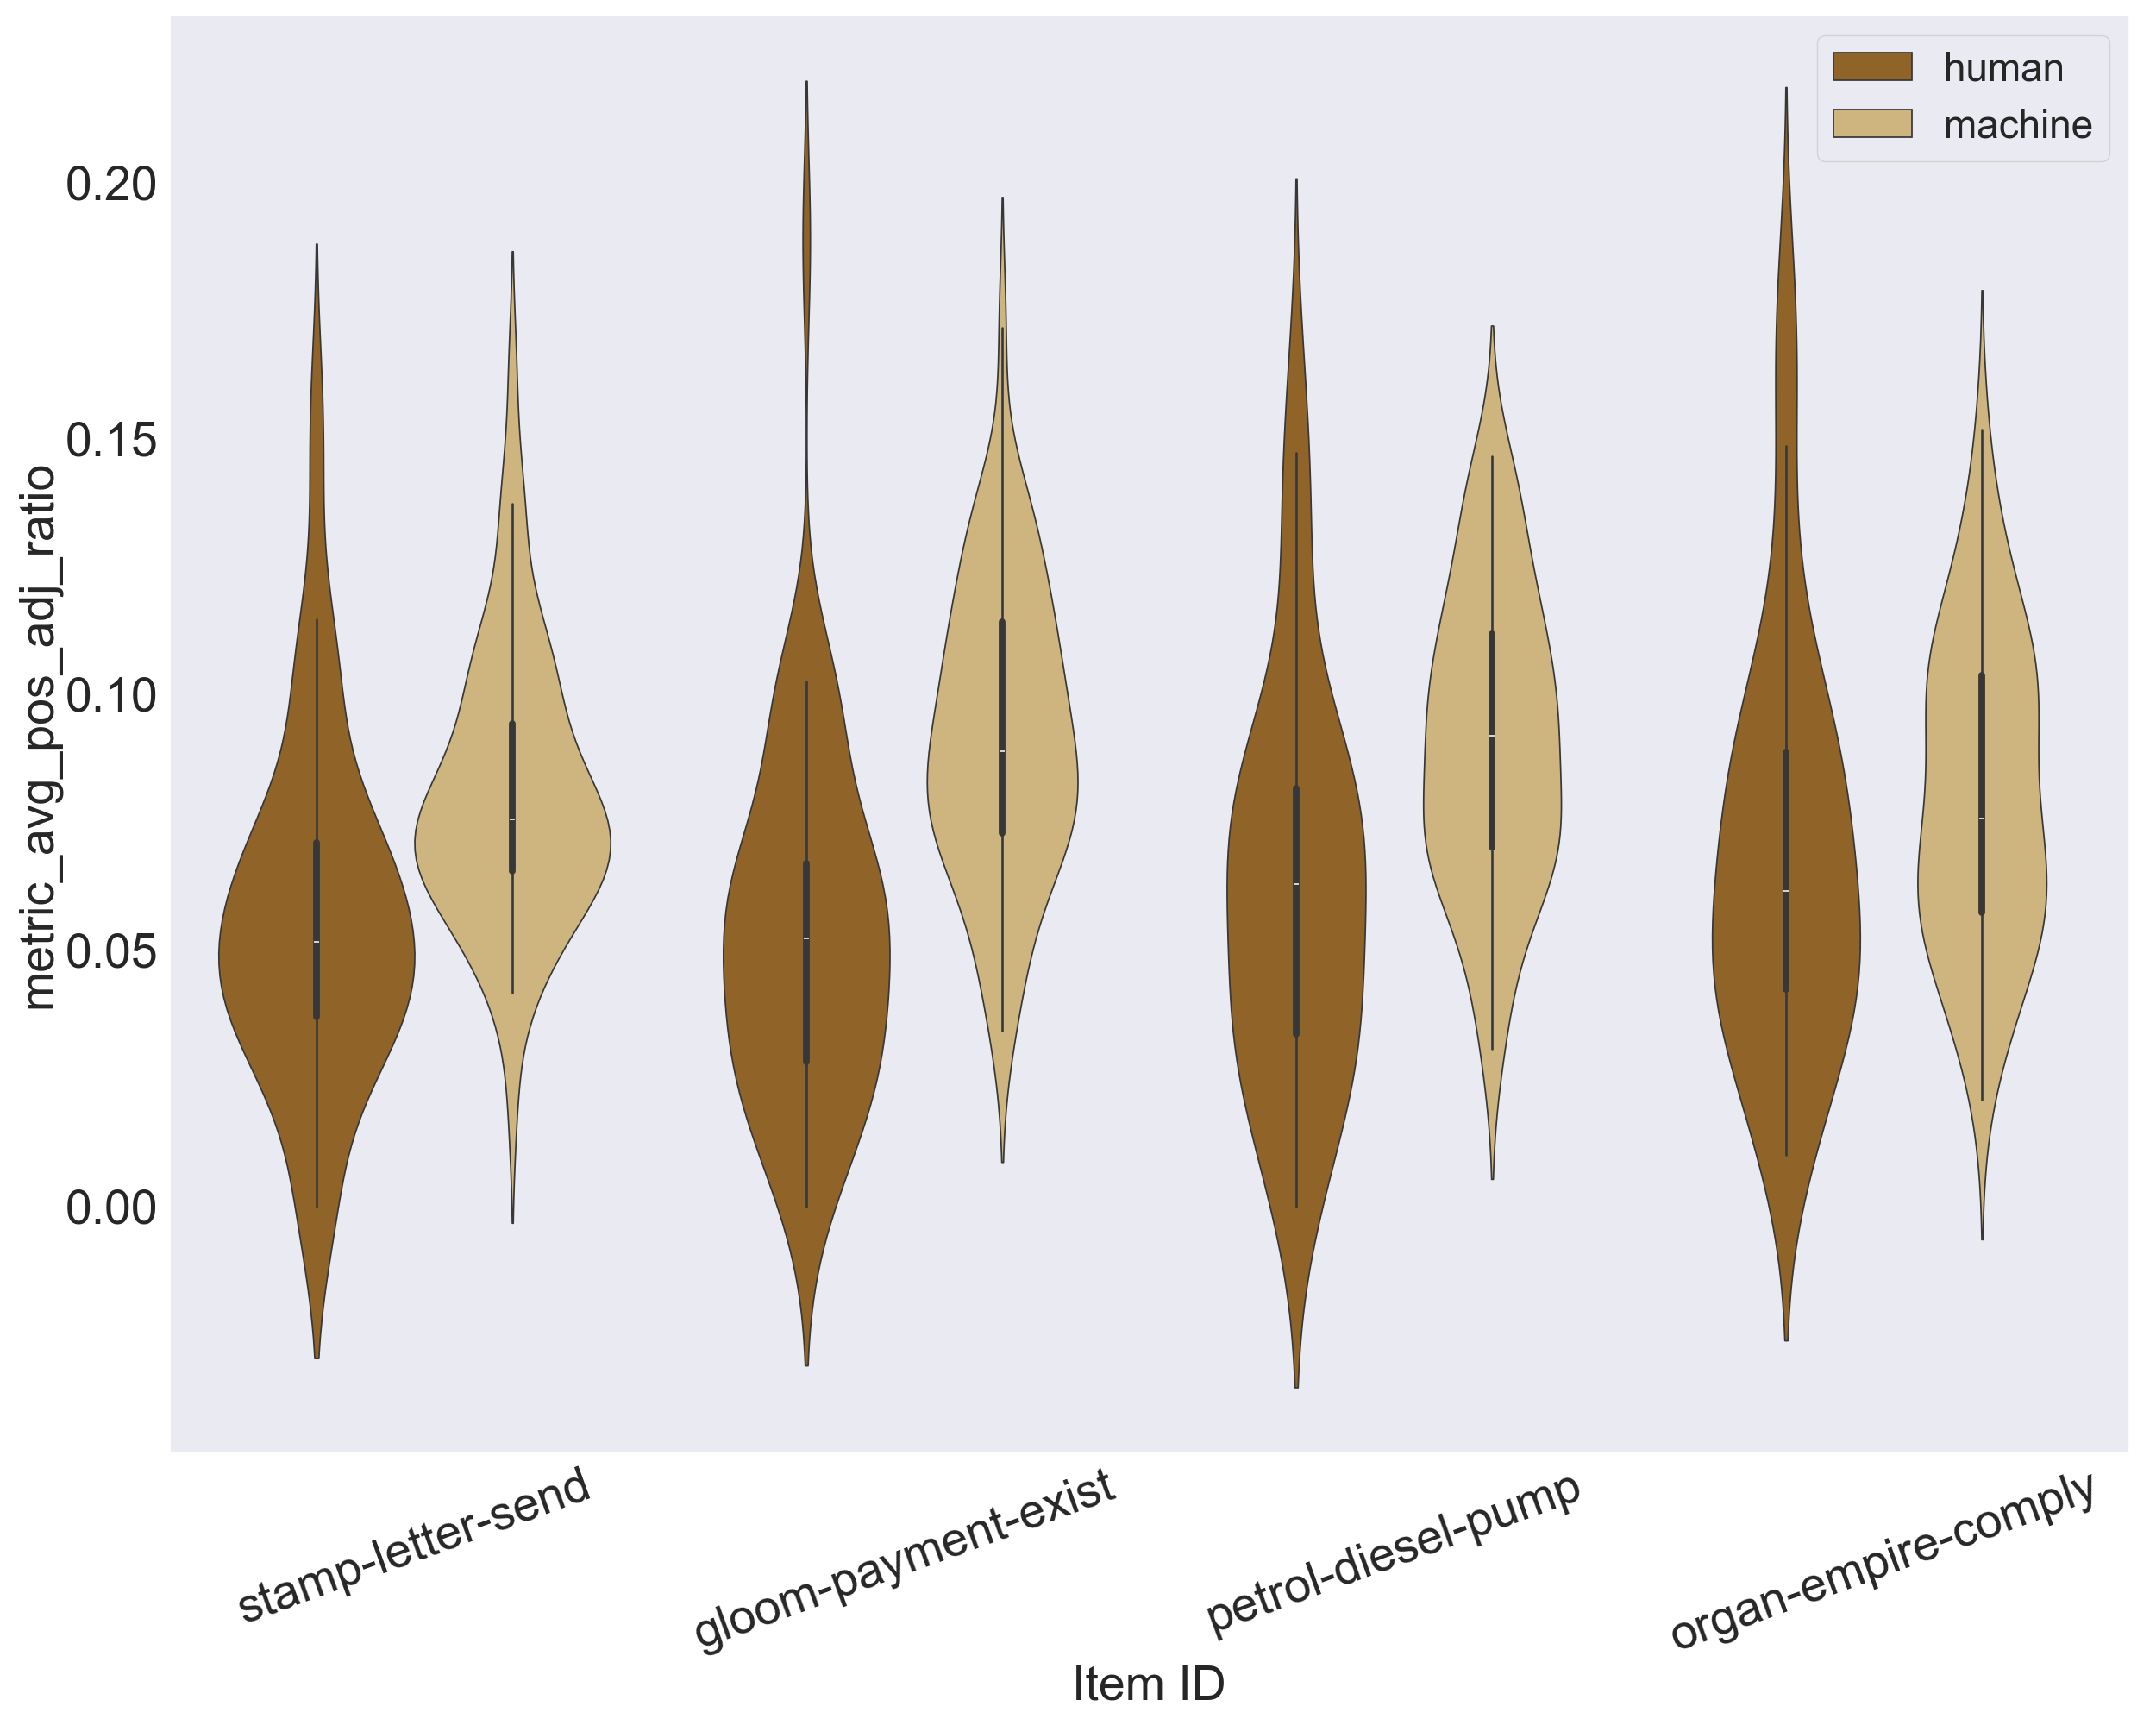 human
machine
metric_avg_pos_adj_ratio
0.20
0.15
0.10
0.05
0.00
stamp-letter-send
gloom-payment-exist
petrol-diesel-pump
organ-empire-comply
Item ID